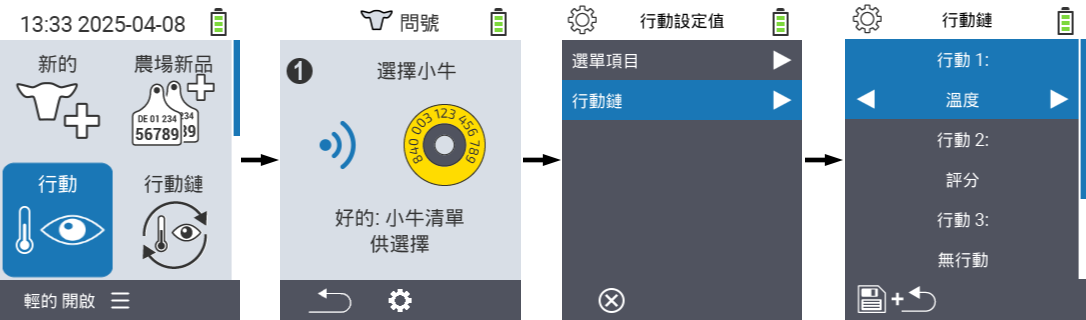 13:33 2025-04-08
新的
農場新品
DE 01 234
234
56789
39
行動
行動鏈
輕的 開啟
問號
1
選擇小牛
840 003 123 456 789
好的: 小牛清單
供選擇
行動設定值
選單項目
行動鏈
行動鏈
行動 1:
溫度
行動 2:
評分
行動 3:
無行動
+